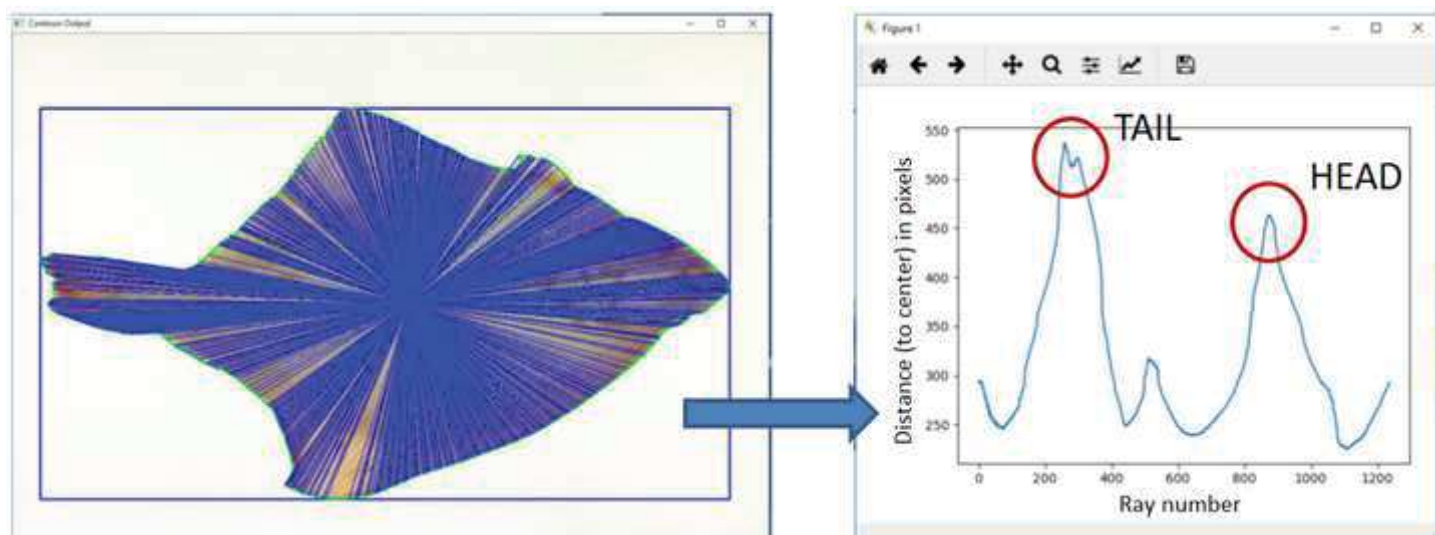 Contours Output
Figure 1
TAIL
HEAD
Distance (to center) in pixels
550
500
450
400
350
300
250
0 200 400 600 800 1000 1200
Ray number